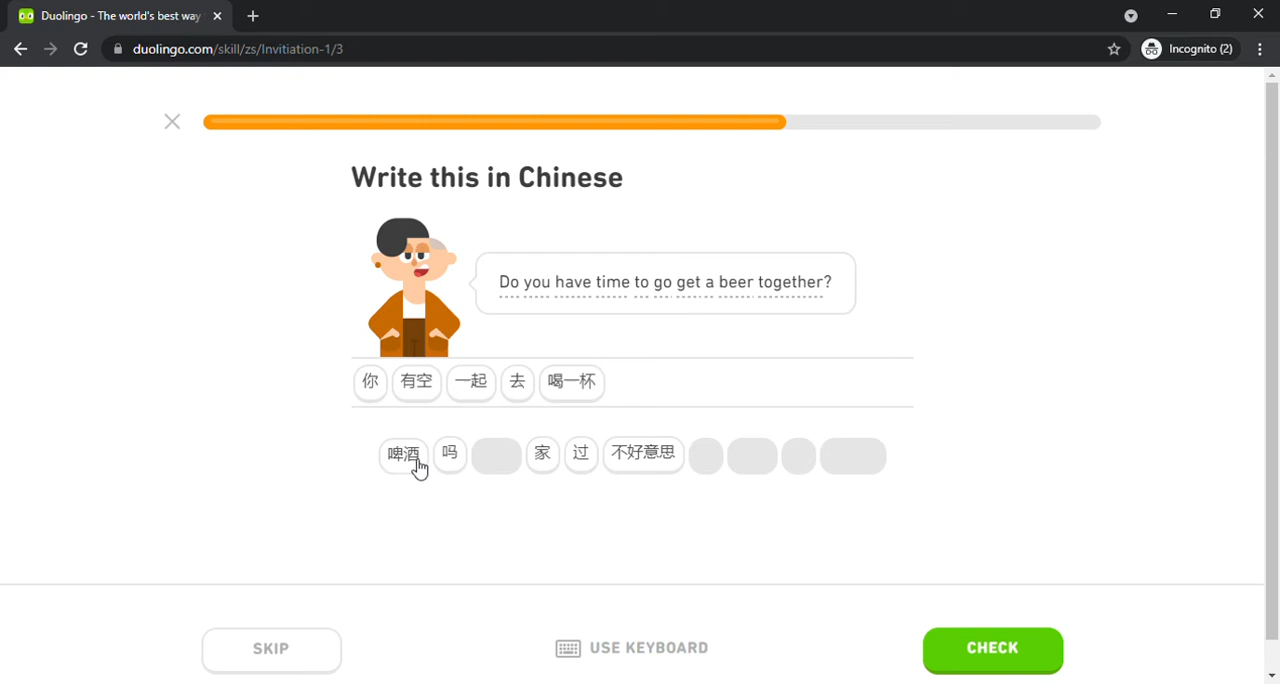 Duolingo - The world's best way
duolingo.com/skill/zs/Invitiation-1/3
Incognito (2)
Write this in Chinese
Do you have time to go get a beer together?
你 有空 一起 去 喝一杯
啤酒 吗 家 过 不好意思
SKIP
USE KEYBOARD
CHECK